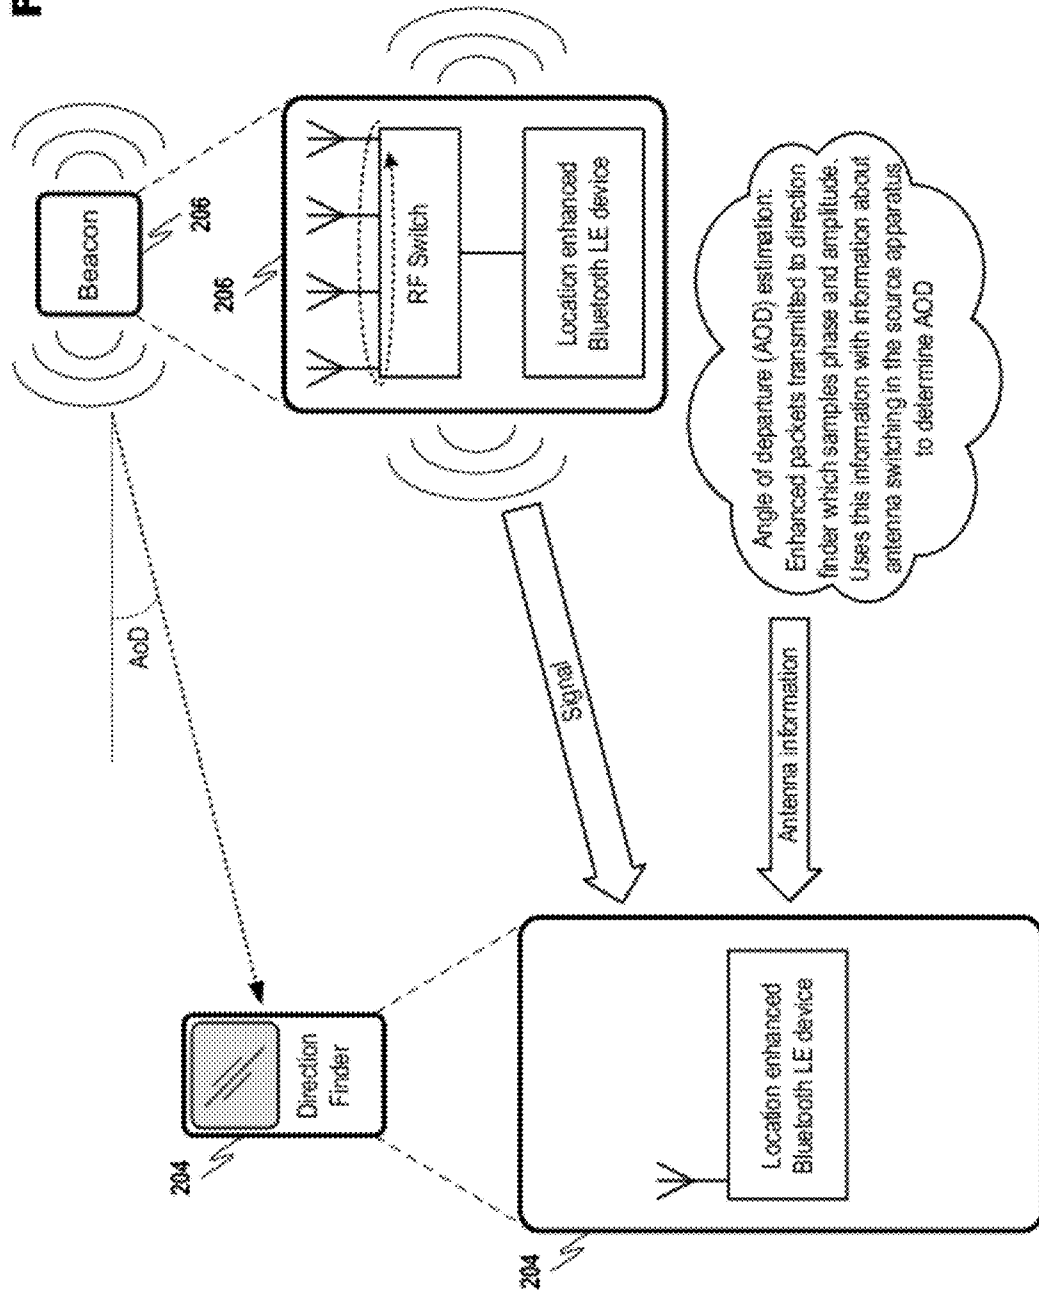 F
Beacon
206
AoD
Direction
Finder
204
206
RF Switch
Location enhanced
Bluetooth LE device
Signal
Antenna information
Angle of departure (AOD) estimation:
Enhanced packets transmitted to direction
finder which samples phase and amplitude.
Uses this information with information about
antenna switching in the source apparatus
to determine AOD
204
Location enhanced
Bluetooth LE device